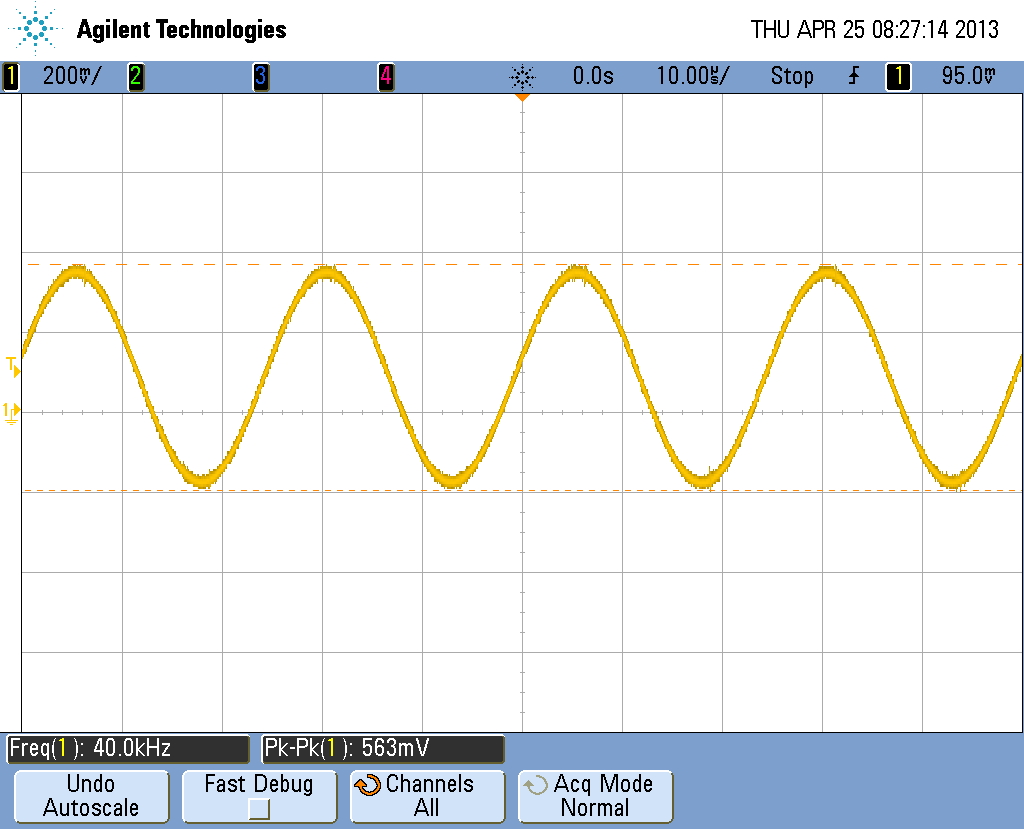 Agilent Technologies
THU APR 25 08:27:14 2013
1 200mV/ 2 3 4 0.0s 10.00µs/ Stop 1 95.0mV
T
1
Freq(1): 40.0kHz Pk-Pk(1): 563mV
Undo
Autoscale
Fast Debug
Channels
All
Acq Mode
Normal